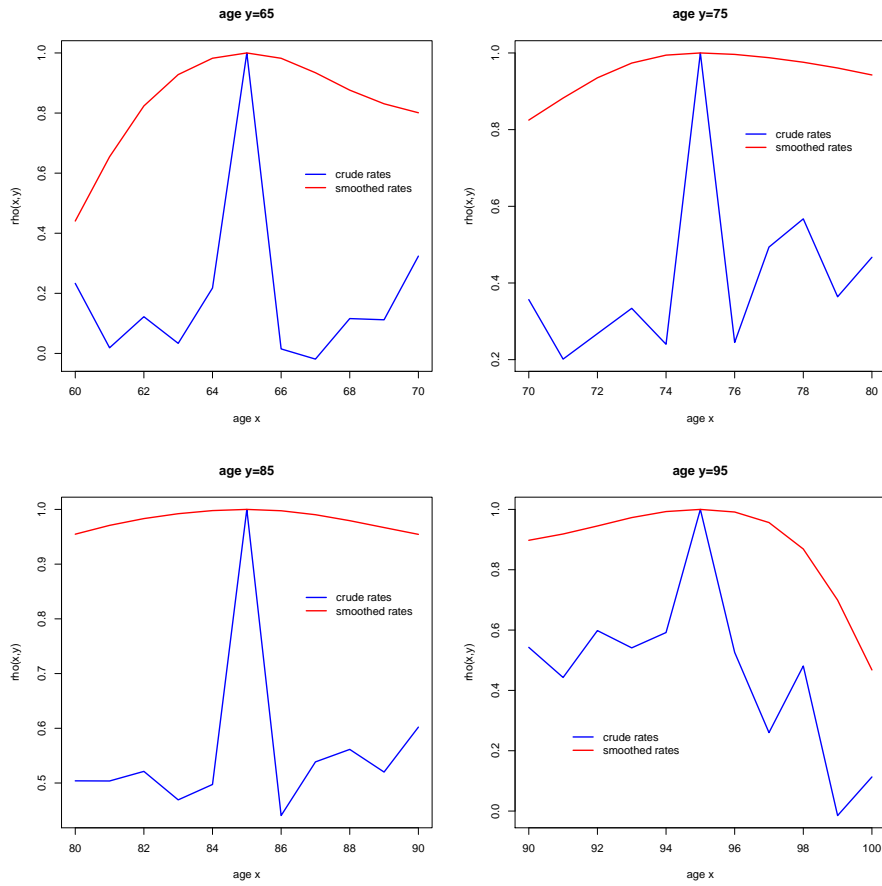 age y=65
rho(x,y)
1.0
0.8
0.6
0.4
0.2
0.0
crude rates
smoothed rates
60 62 64 66 68 70
age x
age y=75
rho(x,y)
1.0
0.8
0.6
0.4
0.2
crude rates
smoothed rates
70 72 74 76 78 80
age x
age y=85
rho(x,y)
1.0
0.9
0.8
0.7
0.6
0.5
crude rates
smoothed rates
80 82 84 86 88 90
age x
age y=95
rho(x,y)
1.0
0.8
0.6
0.4
0.2
0.0
crude rates
smoothed rates
90 92 94 96 98 100
age x